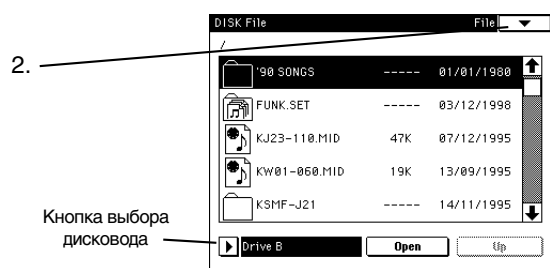 DISK File File
/
2.
'90 SONGS ----- 01/01/1980
FUNK.SET ----- 03/12/1998
KJ23-110.MID 47K 07/12/1995
KW01-060.MID 19K 13/09/1995
KSMF-J21 ----- 14/11/1995
Кнопка выбора
дисковода
Drive B Open Up